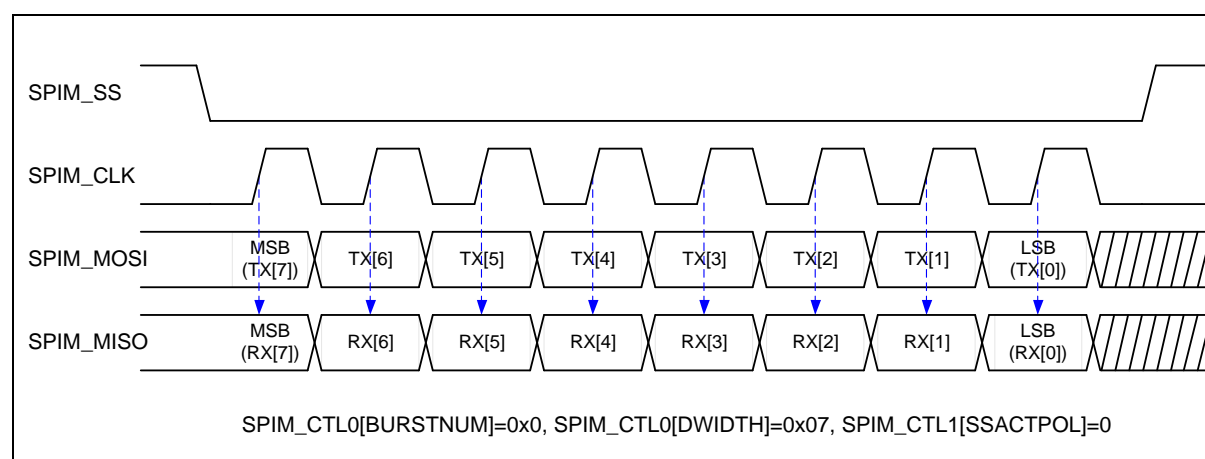 SPIM_SS
SPIM_CLK
SPIM_MOSI MSB (TX[7]) TX[6] TX[5] TX[4] TX[3] TX[2] TX[1] LSB (TX[0])
SPIM_MISO MSB (RX[7]) RX[6] RX[5] RX[4] RX[3] RX[2] RX[1] LSB (RX[0])
SPIM_CTL0[BURSTNUM]=0x0, SPIM_CTL0[DWIDTH]=0x07, SPIM_CTL1[SSACTPOL]=0